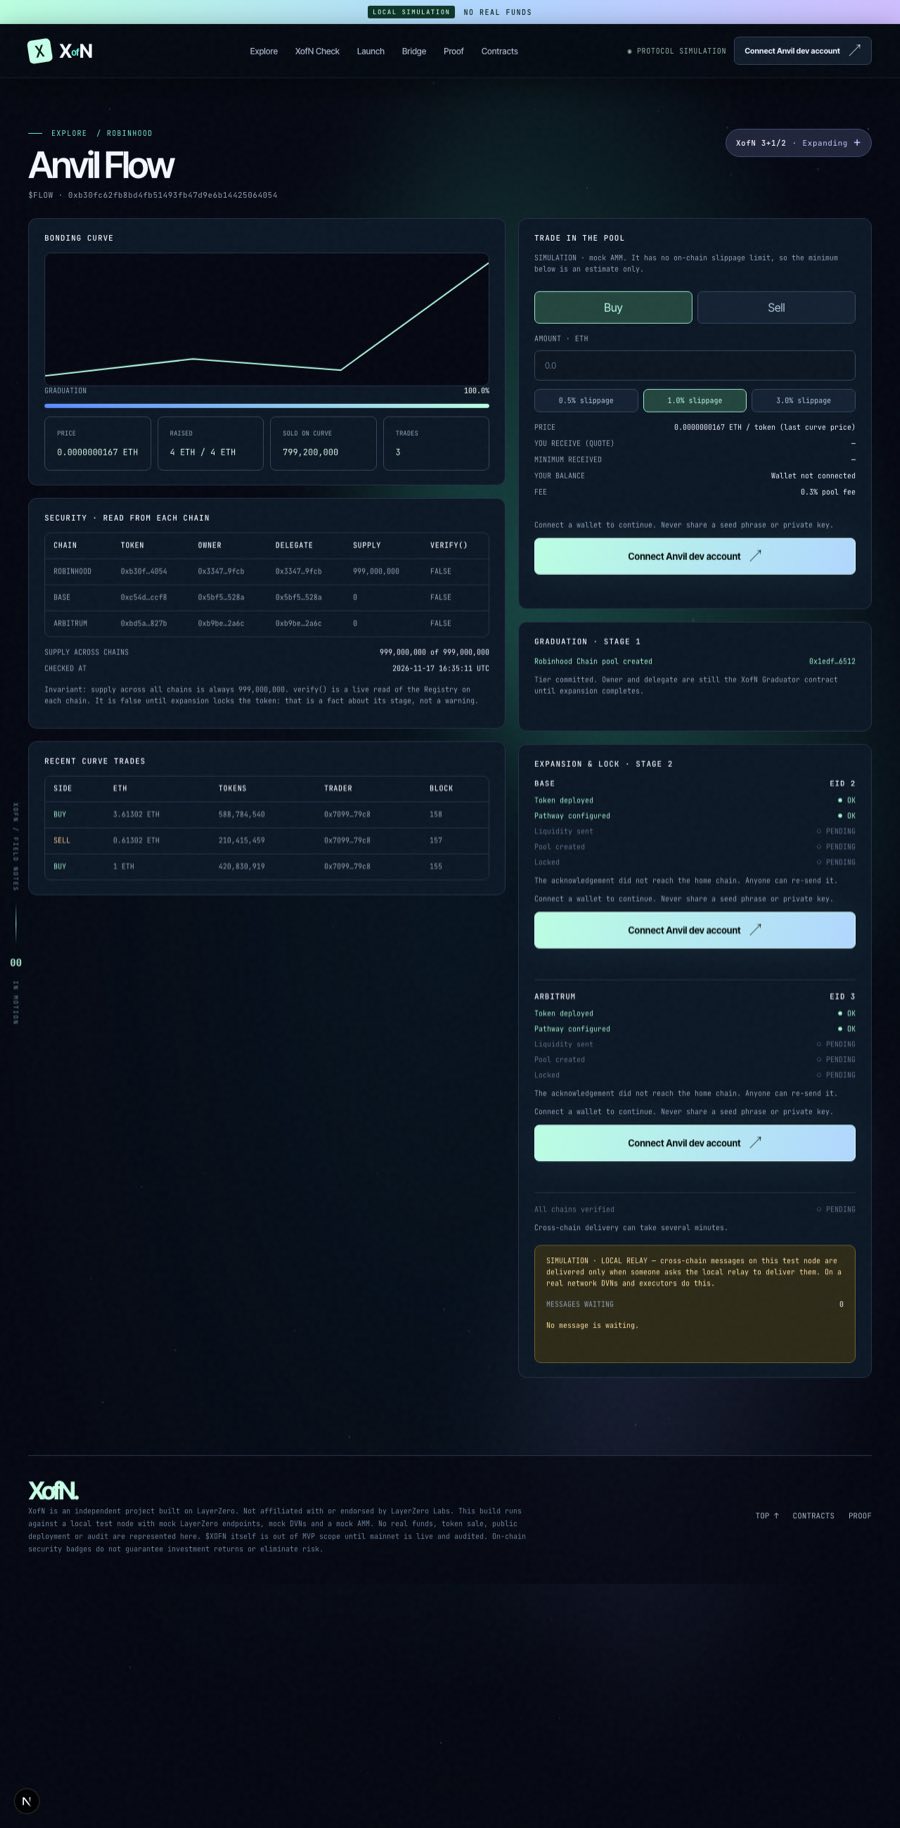 LOCAL SIMULATION NO REAL FUNDS
X XofN
Explore XofN Check Launch Bridge Proof Contracts
PROTOCOL SIMULATION
Connect Anvil dev account
EXPLORE / ROBINHOOD
Anvil Flow
$FLOW · 0xb30fc62fb8bd4fb51493fb47d9e6b14425064054
XofN 3+1/2 · Expanding +
BONDING CURVE
GRADUATION 100.0%
PRICE
0.0000000167 ETH
RAISED
4 ETH / 4 ETH
SOLD ON CURVE
799,200,000
TRADES
3
SECURITY · READ FROM EACH CHAIN
CHAIN TOKEN OWNER DELEGATE SUPPLY VERIFY()
ROBINHOOD 0xb30f…4054 0x3347…9fcb 0x3347…9fcb 999,000,000 FALSE
BASE 0xc54d…ccf8 0x5bf5…528a 0x5bf5…528a 0 FALSE
ARBITRUM 0xbd5a…827b 0xb9be…2a6c 0xb9be…2a6c 0 FALSE
SUPPLY ACROSS CHAINS 999,000,000 of 999,000,000
CHECKED AT 2026-11-17 16:35:11 UTC
Invariant: supply across all chains is always 999,000,000. verify() is a live read of the Registry on
each chain. It is false until expansion locks the token: that is a fact about its stage, not a warning.
RECENT CURVE TRADES
SIDE ETH TOKENS TRADER BLOCK
BUY 3.61302 ETH 588,784,540 0x7099…79c8 158
SELL 0.61302 ETH 210,415,459 0x7099…79c8 157
BUY 1 ETH 420,830,919 0x7099…79c8 155
XOFN / FIELD NOTES
00
IN MOTION
TRADE IN THE POOL
SIMULATION · mock AMM. It has no on-chain slippage limit, so the minimum
below is an estimate only.
Buy Sell
AMOUNT · ETH
0.0
0.5% slippage 1.0% slippage 3.0% slippage
PRICE 0.0000000167 ETH / token (last curve price)
YOU RECEIVE (QUOTE) —
MINIMUM RECEIVED —
YOUR BALANCE Wallet not connected
FEE 0.3% pool fee
Connect a wallet to continue. Never share a seed phrase or private key.
Connect Anvil dev account
GRADUATION · STAGE 1
Robinhood Chain pool created 0x1edf…6512
Tier committed. Owner and delegate are still the XofN Graduator contract
until expansion completes.
EXPANSION & LOCK · STAGE 2
BASE EID 2
Token deployed ● OK
Pathway configured ● OK
Liquidity sent ○ PENDING
Pool created ○ PENDING
Locked ○ PENDING
The acknowledgement did not reach the home chain. Anyone can re-send it.
Connect a wallet to continue. Never share a seed phrase or private key.
Connect Anvil dev account
ARBITRUM EID 3
Token deployed ● OK
Pathway configured ● OK
Liquidity sent ○ PENDING
Pool created ○ PENDING
Locked ○ PENDING
The acknowledgement did not reach the home chain. Anyone can re-send it.
Connect a wallet to continue. Never share a seed phrase or private key.
Connect Anvil dev account
All chains verified ○ PENDING
Cross-chain delivery can take several minutes.
SIMULATION · LOCAL RELAY — cross-chain messages on this test node are
delivered only when someone asks the local relay to deliver them. On a
real network DVNs and executors do this.
MESSAGES WAITING 0
No message is waiting.
XofN.
XofN is an independent project built on LayerZero. Not affiliated with or endorsed by LayerZero Labs. This build runs
against a local test node with mock LayerZero endpoints, mock DVNs and a mock AMM. No real funds, token sale, public
deployment or audit are represented here. $XOFN itself is out of MVP scope until mainnet is live and audited. On-chain
security badges do not guarantee investment returns or eliminate risk.
TOP ↑ CONTRACTS PROOF
N